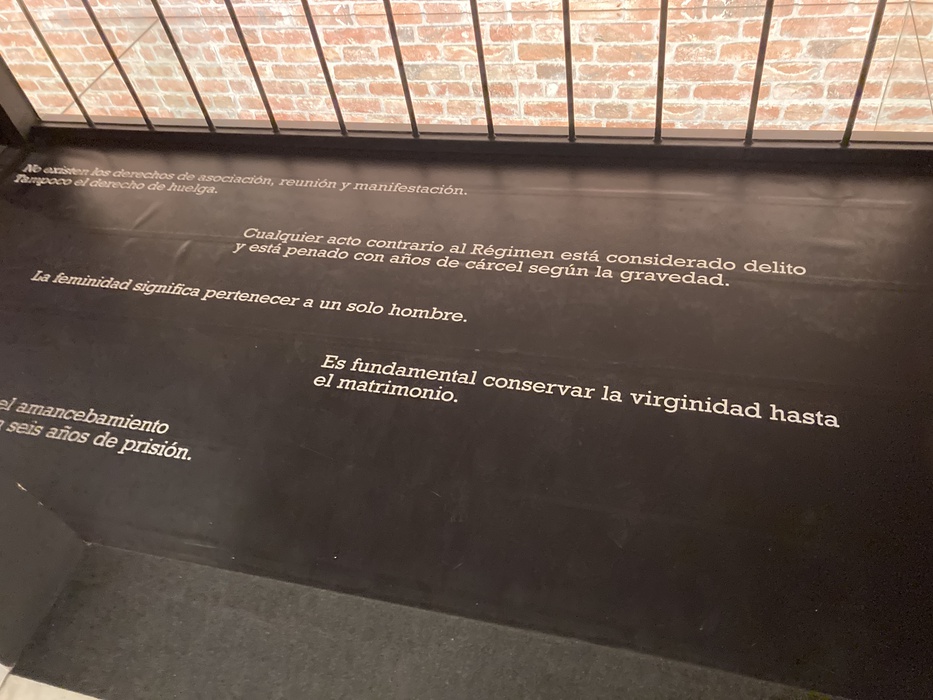 No existen los derechos de asociación, reunión y manifestación.
Tampoco el derecho de huelga.
Cualquier acto contrario al Régimen está considerado delito
y está penado con años de cárcel según la gravedad.
La feminidad significa pertenecer a un solo hombre.
Es fundamental conservar la virginidad hasta
el matrimonio.
el amancebamiento
seis años de prisión.